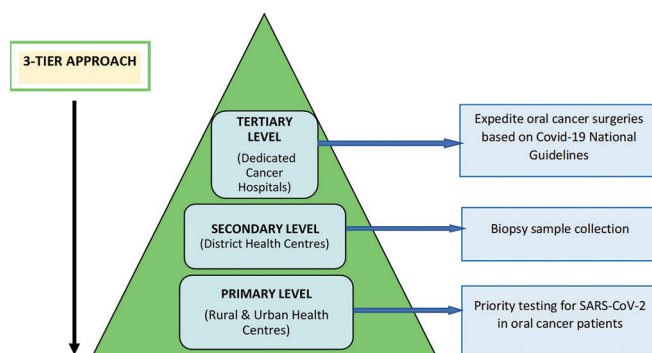 3-TIER APPROACH
TERTIARY
LEVEL
(Dedicated
Cancer
Hospitals)
Expedite oral cancer surgeries
based on Covid-19 National
Guidelines
SECONDARY LEVEL
(District Health Centres)
Biopsy sample collection
PRIMARY LEVEL
(Rural & Urban Health
Centres)
Priority testing for SARS-CoV-2
in oral cancer patients